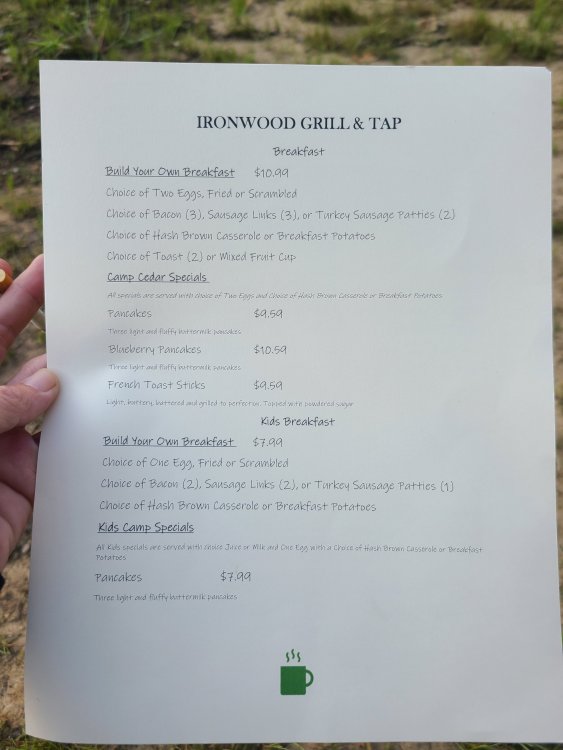 IRONWOOD GRILL & TAP
Breakfast
Build Your Own Breakfast $10.99
Choice of Two Eggs, Fried or Scrambled
Choice of Bacon (3), Sausage Links (3), or Turkey Sausage Patties (2)
Choice of Hash Brown Casserole or Breakfast Potatoes
Choice of Toast (2) or Mixed Fruit Cup
Camp Cedar Specials
All specials are served with choice of Two Eggs and Choice of Hash Brown Casserole or Breakfast Potatoes
Pancakes $9.59
Three light and fluffy buttermilk pancakes
Blueberry Pancakes $10.59
Three light and fluffy buttermilk pancakes
French Toast Sticks $9.59
Light, buttery, battered and grilled to perfection. Topped with powdered sugar
Kids Breakfast
Build Your Own Breakfast $7.99
Choice of One Egg, Fried or Scrambled
Choice of Bacon (2), Sausage Links (2), or Turkey Sausage Patties (1)
Choice of Hash Brown Casserole or Breakfast Potatoes
Kids Camp Specials
All Kids specials are served with choice Juice or Milk and One Egg with a Choice of Hash Brown Casserole or Breakfast
Potatoes
Pancakes $7.99
Three light and fluffy buttermilk pancakes